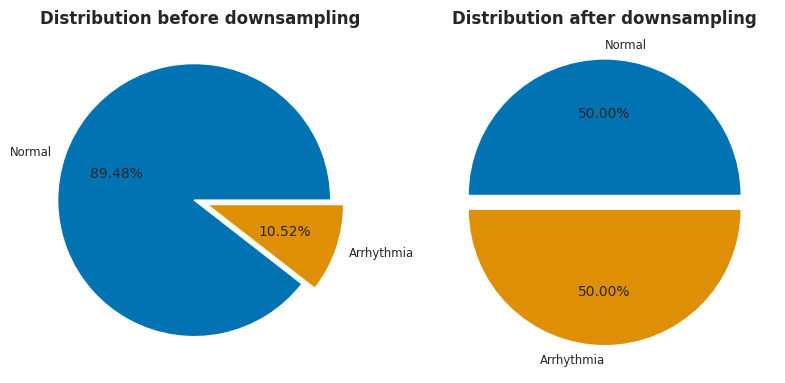 Distribution before downsampling
Normal
89.48%
10.52%
Arrhythmia
Distribution after downsampling
Normal
50.00%
50.00%
Arrhythmia